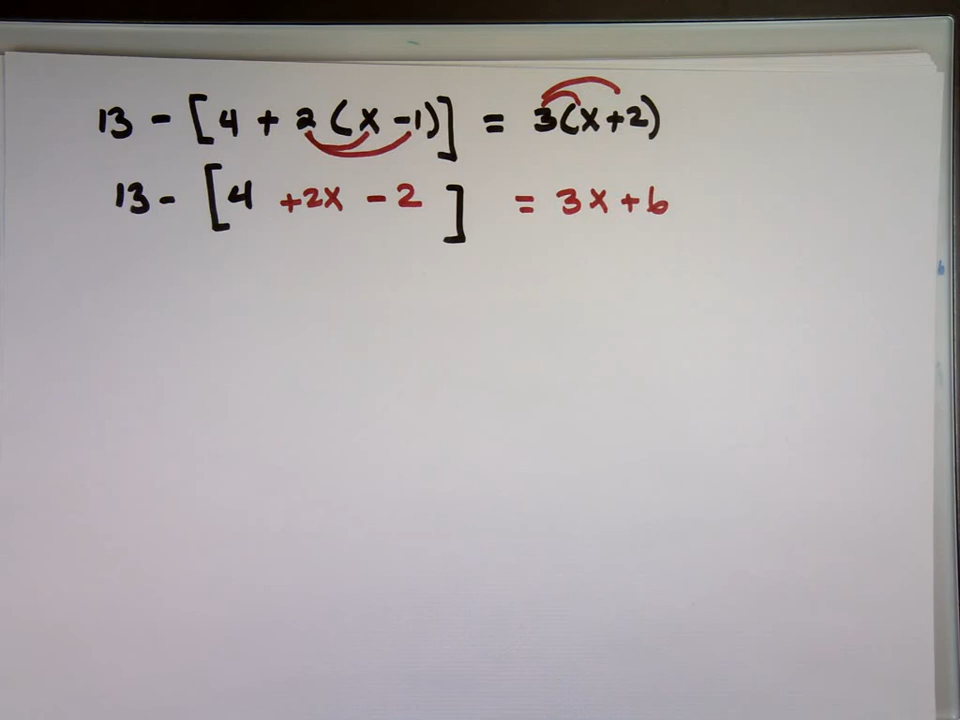 13 - [4 + 2(x - 1)] = 3(x + 2)
13 - [4 + 2x - 2] = 3x + 6